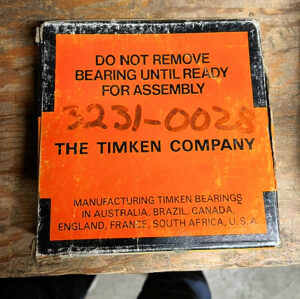 DO NOT REMOVE
BEARING UNTIL READY
FOR ASSEMBLY
3231-0028
THE TIMKEN COMPANY
MANUFACTURING TIMKEN BEARINGS
IN AUSTRALIA, BRAZIL, CANADA,
ENGLAND, FRANCE, SOUTH AFRICA, U.S.A